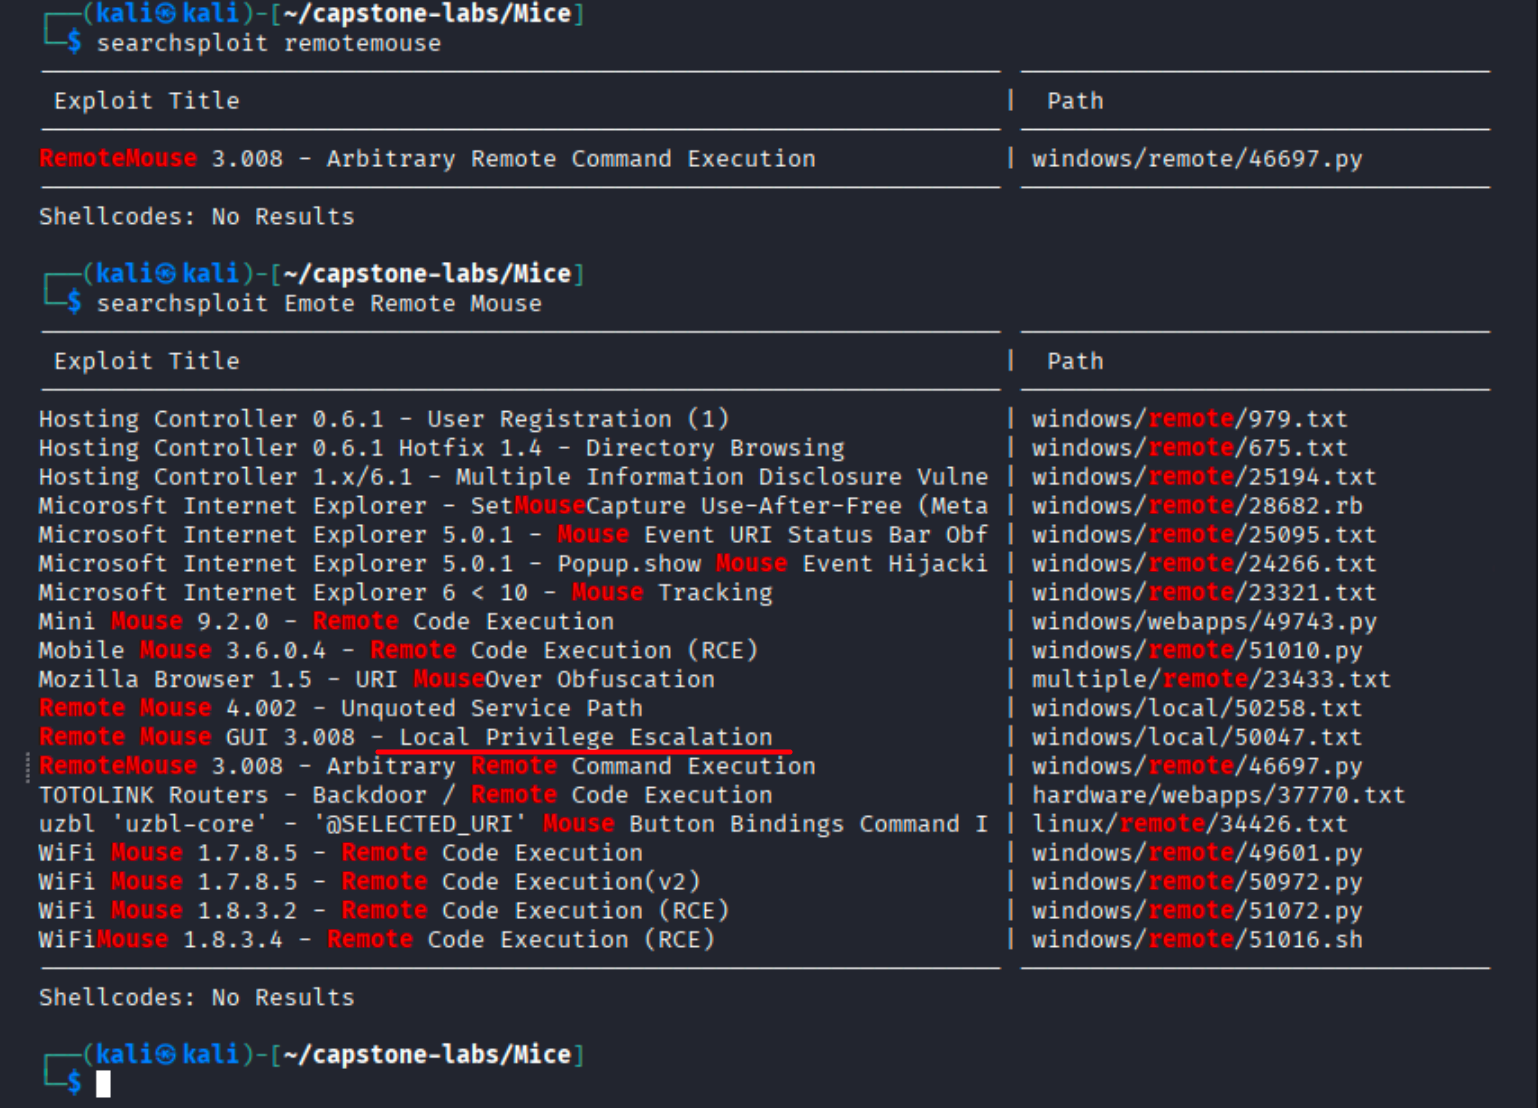 (kali㉿kali)-[~/capstone-labs/Mice]
$ searchsploit remotemouse
Exploit Title | Path
RemoteMouse 3.008 - Arbitrary Remote Command Execution | windows/remote/46697.py
Shellcodes: No Results
(kali㉿kali)-[~/capstone-labs/Mice]
$ searchsploit Emote Remote Mouse
Exploit Title | Path
Hosting Controller 0.6.1 - User Registration (1) | windows/remote/979.txt
Hosting Controller 0.6.1 Hotfix 1.4 - Directory Browsing | windows/remote/675.txt
Hosting Controller 1.x/6.1 - Multiple Information Disclosure Vulne | windows/remote/25194.txt
Micorosft Internet Explorer - SetMouseCapture Use-After-Free (Meta | windows/remote/28682.rb
Microsoft Internet Explorer 5.0.1 - Mouse Event URI Status Bar Obf | windows/remote/25095.txt
Microsoft Internet Explorer 5.0.1 - Popup.show Mouse Event Hijacki | windows/remote/24266.txt
Microsoft Internet Explorer 6 < 10 - Mouse Tracking | windows/remote/23321.txt
Mini Mouse 9.2.0 - Remote Code Execution | windows/webapps/49743.py
Mobile Mouse 3.6.0.4 - Remote Code Execution (RCE) | windows/remote/51010.py
Mozilla Browser 1.5 - URI MouseOver Obfuscation | multiple/remote/23433.txt
Remote Mouse 4.002 - Unquoted Service Path | windows/local/50258.txt
Remote Mouse GUI 3.008 - Local Privilege Escalation | windows/local/50047.txt
RemoteMouse 3.008 - Arbitrary Remote Command Execution | windows/remote/46697.py
TOTOLINK Routers - Backdoor / Remote Code Execution | hardware/webapps/37770.txt
uzbl 'uzbl-core' - '@SELECTED_URI' Mouse Button Bindings Command I | linux/remote/34426.txt
WiFi Mouse 1.7.8.5 - Remote Code Execution | windows/remote/49601.py
WiFi Mouse 1.7.8.5 - Remote Code Execution(v2) | windows/remote/50972.py
WiFi Mouse 1.8.3.2 - Remote Code Execution (RCE) | windows/remote/51072.py
WiFiMouse 1.8.3.4 - Remote Code Execution (RCE) | windows/remote/51016.sh
Shellcodes: No Results
(kali㉿kali)-[~/capstone-labs/Mice]
$